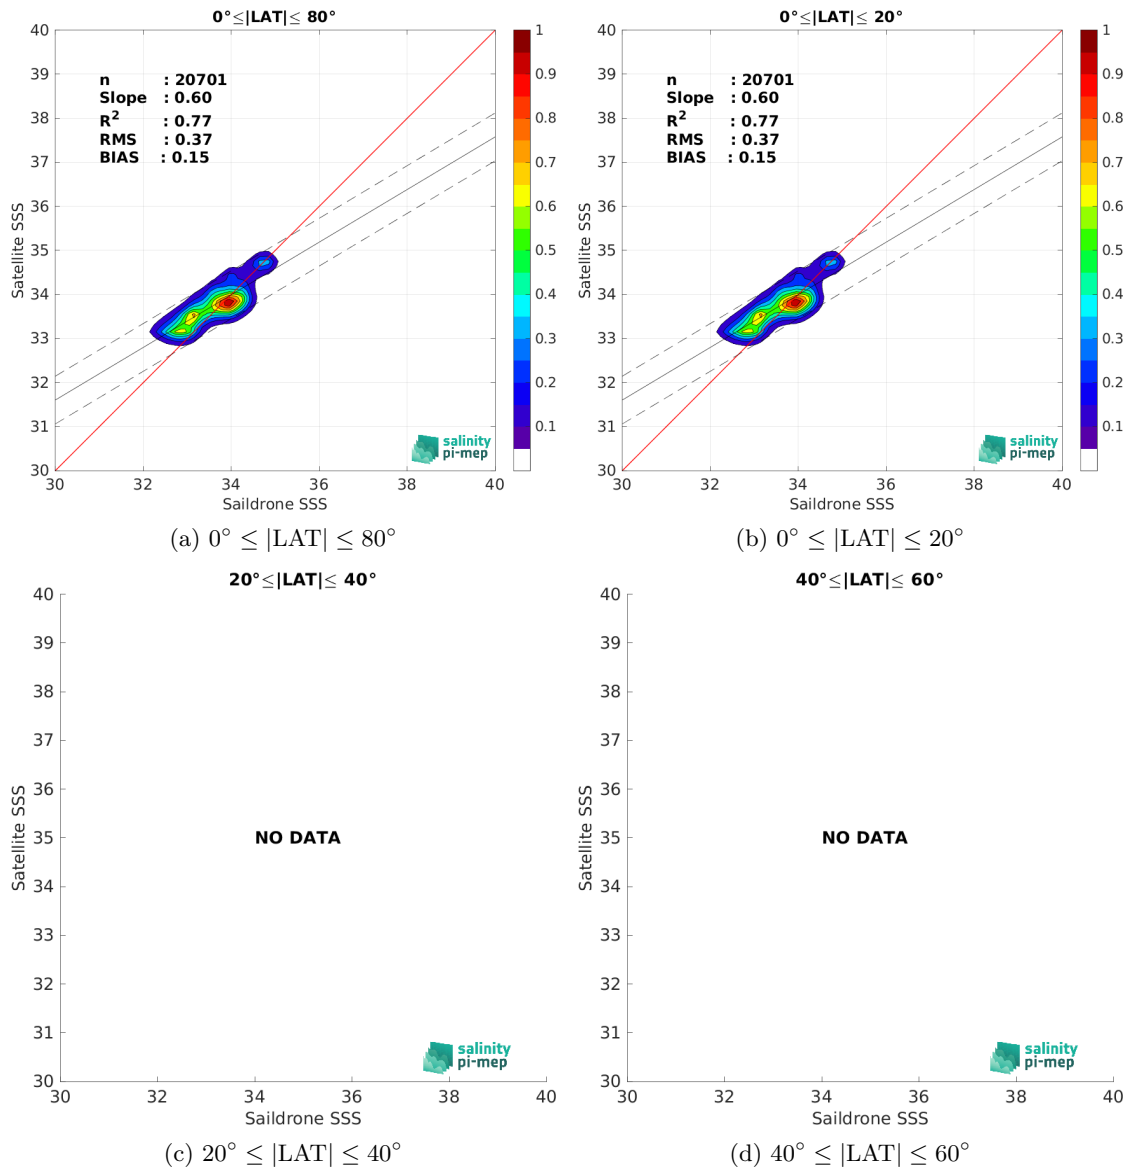 0°≤|LAT|≤ 80°
40
39
38
37
36
35
34
33
32
31
30
Satellite SSS
n : 20701
Slope : 0.60
R² : 0.77
RMS : 0.37
BIAS : 0.15
salinity
pi-mep
30 32 34 36 38 40
Saildrone SSS
1
0.9
0.8
0.7
0.6
0.5
0.4
0.3
0.2
0.1
(a) 0° ≤ |LAT| ≤ 80°
0°≤|LAT|≤ 20°
40
39
38
37
36
35
34
33
32
31
30
Satellite SSS
n : 20701
Slope : 0.60
R² : 0.77
RMS : 0.37
BIAS : 0.15
salinity
pi-mep
30 32 34 36 38 40
Saildrone SSS
1
0.9
0.8
0.7
0.6
0.5
0.4
0.3
0.2
0.1
(b) 0° ≤ |LAT| ≤ 20°
20°≤|LAT|≤ 40°
40
39
38
37
36
35
34
33
32
31
30
Satellite SSS
NO DATA
salinity
pi-mep
30 32 34 36 38 40
Saildrone SSS
(c) 20° ≤ |LAT| ≤ 40°
40°≤|LAT|≤ 60°
40
39
38
37
36
35
34
33
32
31
30
Satellite SSS
NO DATA
salinity
pi-mep
30 32 34 36 38 40
Saildrone SSS
(d) 40° ≤ |LAT| ≤ 60°